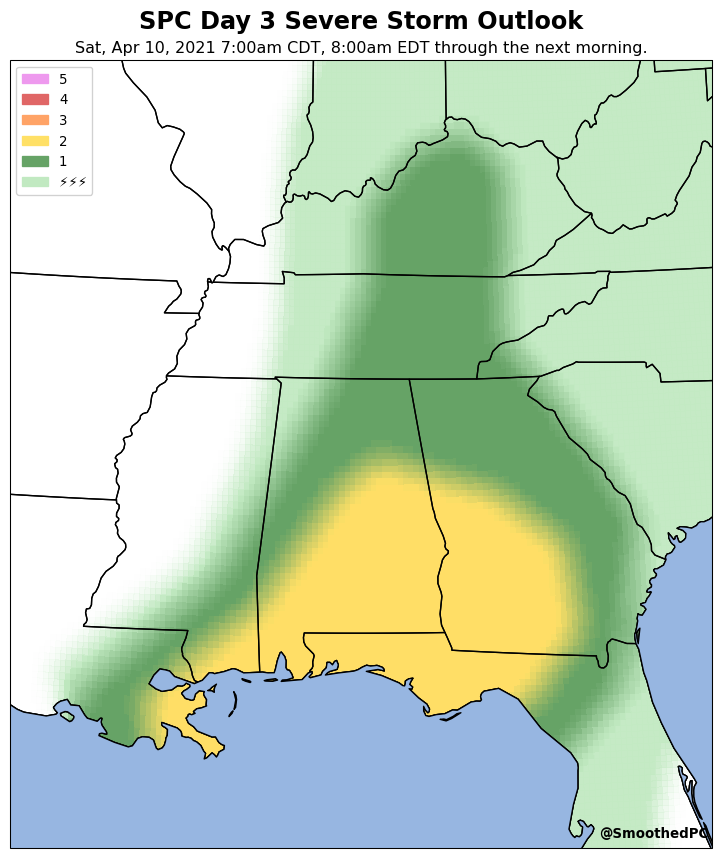 SPC Day 3 Severe Storm Outlook
Sat, Apr 10, 2021 7:00am CDT, 8:00am EDT through the next morning.
5
4
3
2
1
⚡⚡⚡
@SmoothedPC